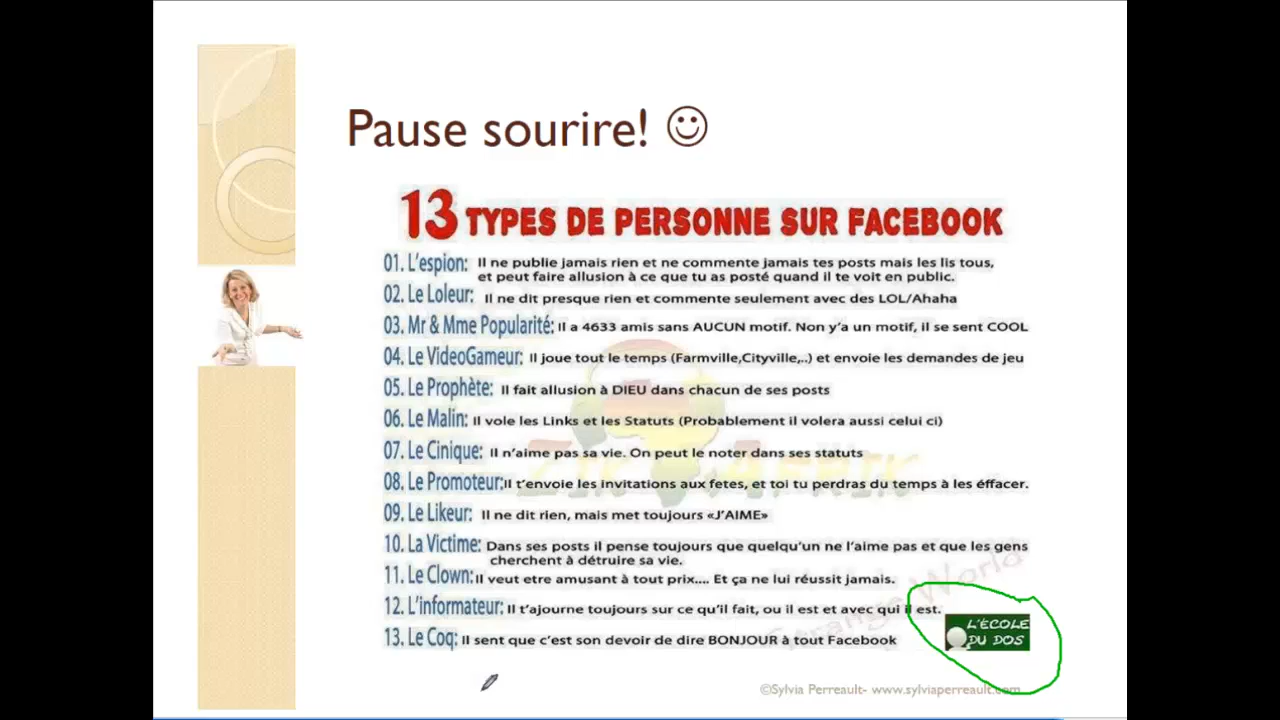 Pause sourire! ☺
13 TYPES DE PERSONNE SUR FACEBOOK
01. L'espion: Il ne publie jamais rien et ne commente jamais tes posts mais les lis tous,
et peut faire allusion à ce que tu as posté quand il te voit en public.
02. Le Loleur: Il ne dit presque rien et commente seulement avec des LOL/Ahaha
03. Mr & Mme Popularité: Il a 4633 amis sans AUCUN motif. Non y'a un motif, il se sent COOL
04. Le VideoGameur: Il joue tout le temps (Farmville,Cityville,..) et envoie les demandes de jeu
05. Le Prophète: Il fait allusion à DIEU dans chacun de ses posts
06. Le Malin: Il vole les Links et les Statuts (Probablement il volera aussi celui ci)
07. Le Cinique: Il n'aime pas sa vie. On peut le noter dans ses statuts
ZIK AFRIK
08. Le Promoteur: Il t'envoie les invitations aux fetes, et toi tu perdras du temps à les éffacer.
09. Le Likeur: Il ne dit rien, mais met toujours «J'AIME»
10. La Victime: Dans ses posts il pense toujours que quelqu'un ne l'aime pas et que les gens
cherchent à détruire sa vie.
11. Le Clown: Il veut etre amusant à tout prix.... Et ça ne lui réussit jamais.
12. L'informateur: Il t'ajourne toujours sur ce qu'il fait, ou il est et avec qui il est.
13. Le Coq: Il sent que c'est son devoir de dire BONJOUR à tout Facebook
Strange World
L'ÉCOLE
DU DOS
©Sylvia Perreault- www.sylviaperreault.com